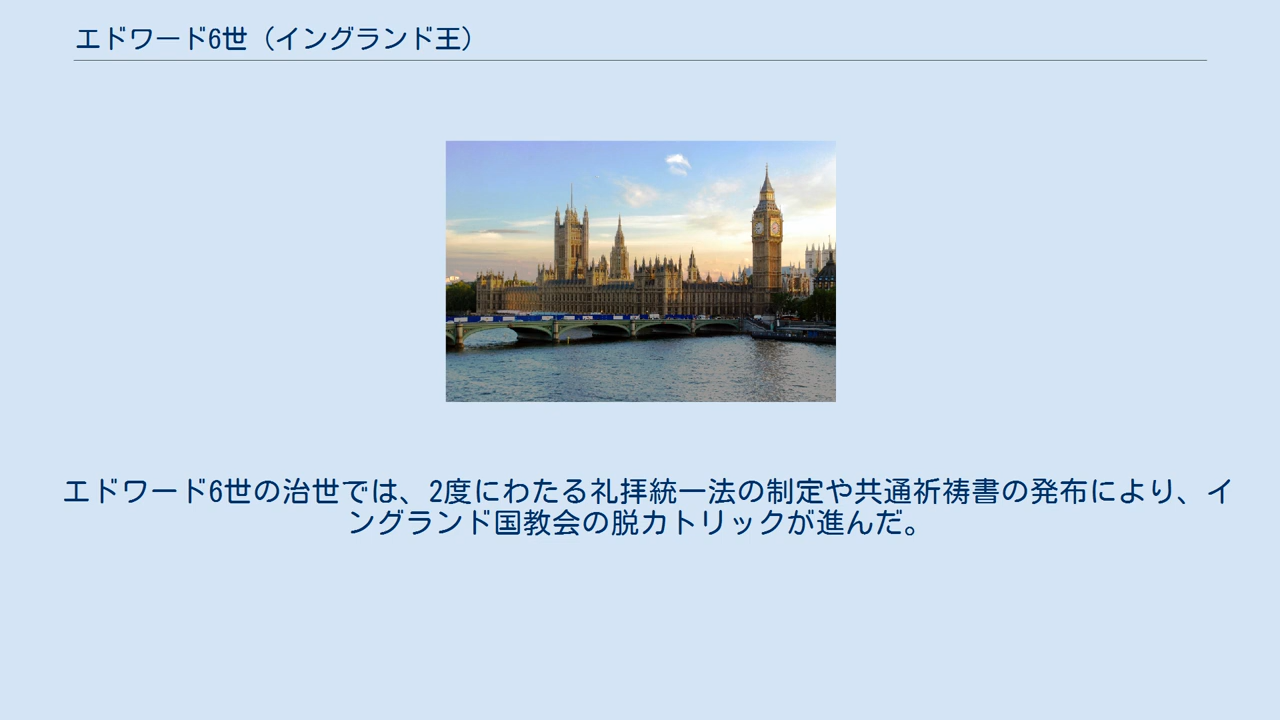 エドワード6世（イングランド王）
エドワード6世の治世では、2度にわたる礼拝統一法の制定や共通祈祷書の発布により、イ
ングランド国教会の脱カトリックが進んだ。